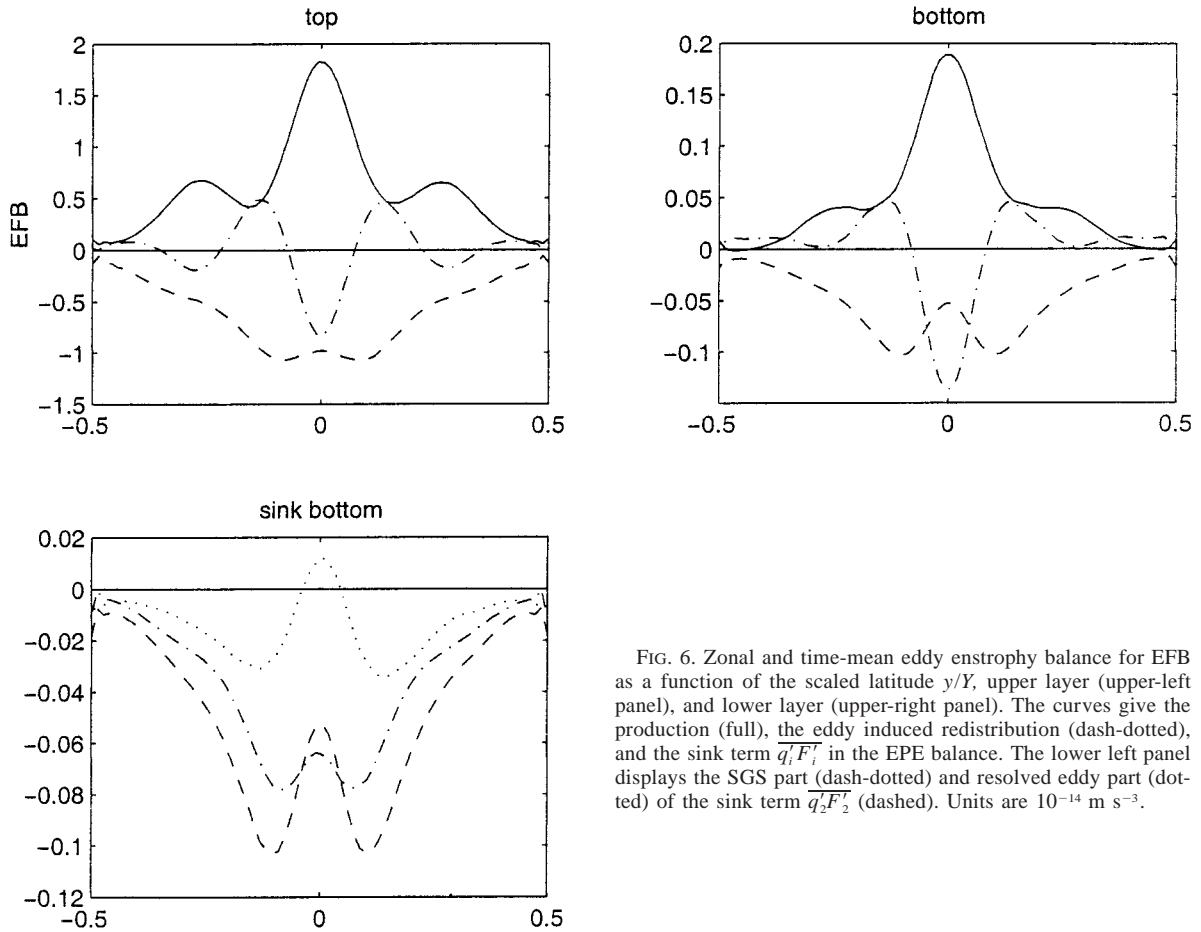 top
2
1.5
1
0.5
0
−0.5
−1
−1.5
EFB
−0.5
0
0.5
bottom
0.2
0.15
0.1
0.05
0
−0.05
−0.1
−0.5
0
0.5
sink bottom
0.02
0
−0.02
−0.04
−0.06
−0.08
−0.1
−0.12
−0.5
0
0.5
FIG. 6. Zonal and time-mean eddy enstrophy balance for EFB
as a function of the scaled latitude y/Y, upper layer (upper-left
panel), and lower layer (upper-right panel). The curves give the
production (full), the eddy induced redistribution (dash-dotted),
and the sink term $\overline{q_i'F_i'}$ in the EPE balance. The lower left panel
displays the SGS part (dash-dotted) and resolved eddy part (dot-
ted) of the sink term $\overline{q_2'F_2'}$ (dashed). Units are 10⁻¹⁴ m s⁻³.